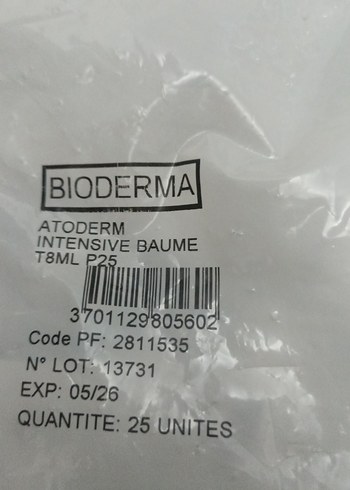 BIODERMA
ATODERM
INTENSIVE BAUME
T8ML P25
3701129805602
Code PF: 2811535
N° LOT: 13731
EXP: 05/26
QUANTITE: 25 UNITES